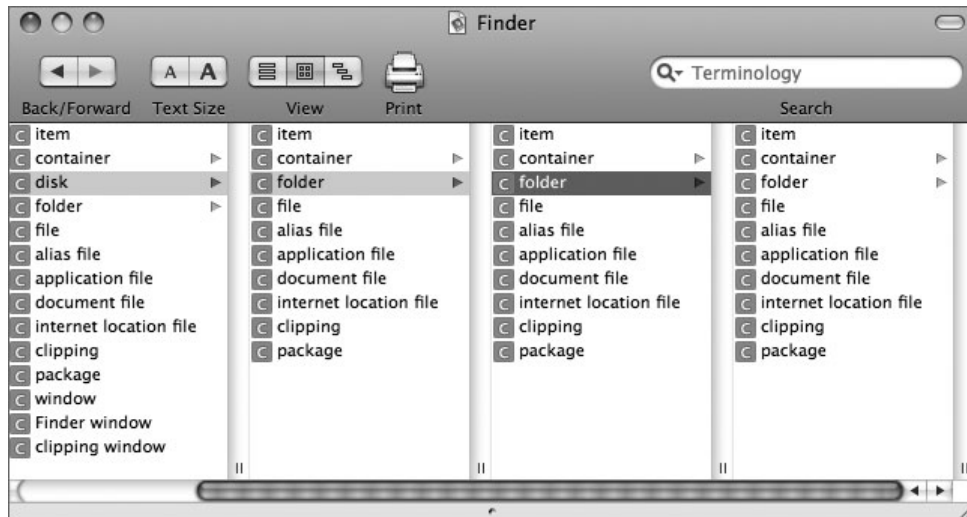 Finder
A A
Terminology
Back/Forward Text Size View Print Search
C item
C container
C disk
C folder
C file
C alias file
C application file
C document file
C internet location file
C clipping
C package
C window
C Finder window
C clipping window
C item
C container
C folder
C file
C alias file
C application file
C document file
C internet location file
C clipping
C package
C item
C container
C folder
C file
C alias file
C application file
C document file
C internet location file
C clipping
C package
C item
C container
C folder
C file
C alias file
C application file
C document file
C internet location file
C clipping
C package